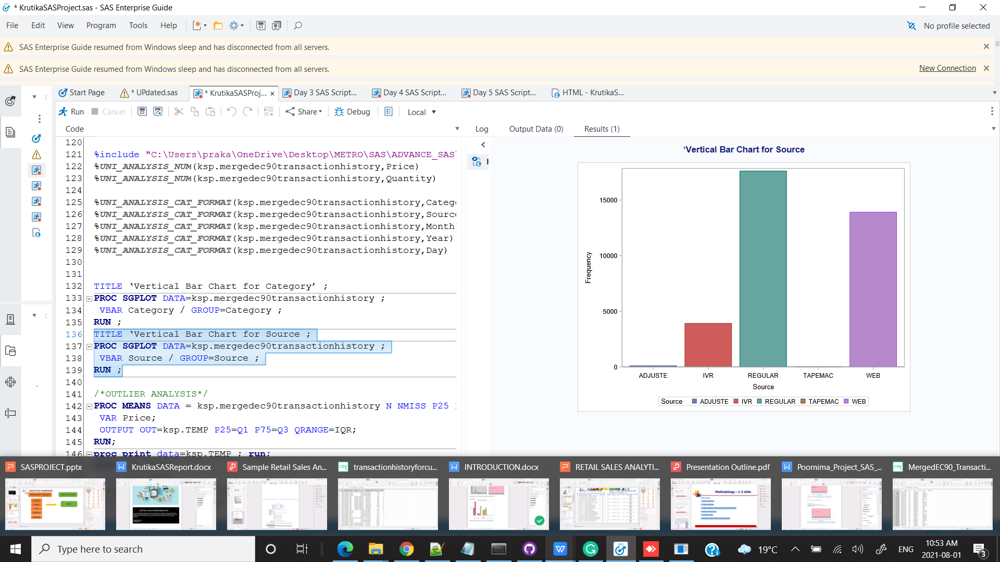 * KrutikaSASProject.sas - SAS Enterprise Guide
File Edit View Program Tools Help No profile selected
SAS Enterprise Guide resumed from Windows sleep and has disconnected from all servers.
SAS Enterprise Guide resumed from Windows sleep and has disconnected from all servers. New Connection
Start Page * UPdated.sas * KrutikaSASProj... Day 3 SAS Script... Day 4 SAS Script... Day 5 SAS Script... HTML - KrutikaS...
Run Cancel Share Debug Local
Code
120
121 %include "C:\Users\praka\OneDrive\Desktop\METRO\SAS\ADVANCE_SAS\
122 %UNI_ANALYSIS_NUM(ksp.mergedec90transactionhistory,Price)
123 %UNI_ANALYSIS_NUM(ksp.mergedec90transactionhistory,Quantity)
124
125 %UNI_ANALYSIS_CAT_FORMAT(ksp.mergedec90transactionhistory,Catego
126 %UNI_ANALYSIS_CAT_FORMAT(ksp.mergedec90transactionhistory,Source
127 %UNI_ANALYSIS_CAT_FORMAT(ksp.mergedec90transactionhistory,Month)
128 %UNI_ANALYSIS_CAT_FORMAT(ksp.mergedec90transactionhistory,Year)
129 %UNI_ANALYSIS_CAT_FORMAT(ksp.mergedec90transactionhistory,Day)
130
131
132 TITLE ‘Vertical Bar Chart for Category’ ;
133 PROC SGPLOT DATA=ksp.mergedec90transactionhistory ;
134 VBAR Category / GROUP=Category ;
135 RUN ;
136 TITLE ‘Vertical Bar Chart for Source ;
137 PROC SGPLOT DATA=ksp.mergedec90transactionhistory ;
138 VBAR Source / GROUP=Source ;
139 RUN ;
140
141 /*OUTLIER ANALYSIS*/
142 PROC MEANS DATA = ksp.mergedec90transactionhistory N NMISS P25
143 VAR Price;
144 OUTPUT OUT=ksp.TEMP P25=Q1 P75=Q3 QRANGE=IQR;
145 RUN;
146 proc print data=ksp.TEMP ; run;
Log Output Data (0) Results (1)
‘Vertical Bar Chart for Source
Frequency
15000
10000
5000
0
ADJUSTE IVR REGULAR TAPEMAC WEB
Source
Source ADJUSTE IVR REGULAR TAPEMAC WEB
SASPROJECT.pptx KrutikaSASReport.docx Sample Retail Sales An... transactionhistoryforcu... INTRODUCTION.docx RETAIL SALES ANALYTI... Presentation Outline.pdf Poornima_Project_SAS_... MergedEC90_Transacti...
CONCEPTUAL FRAMEWORK
Methodology : 1-2 slide
Type here to search 19°C ENG 10:53 AM
2021-08-01
3